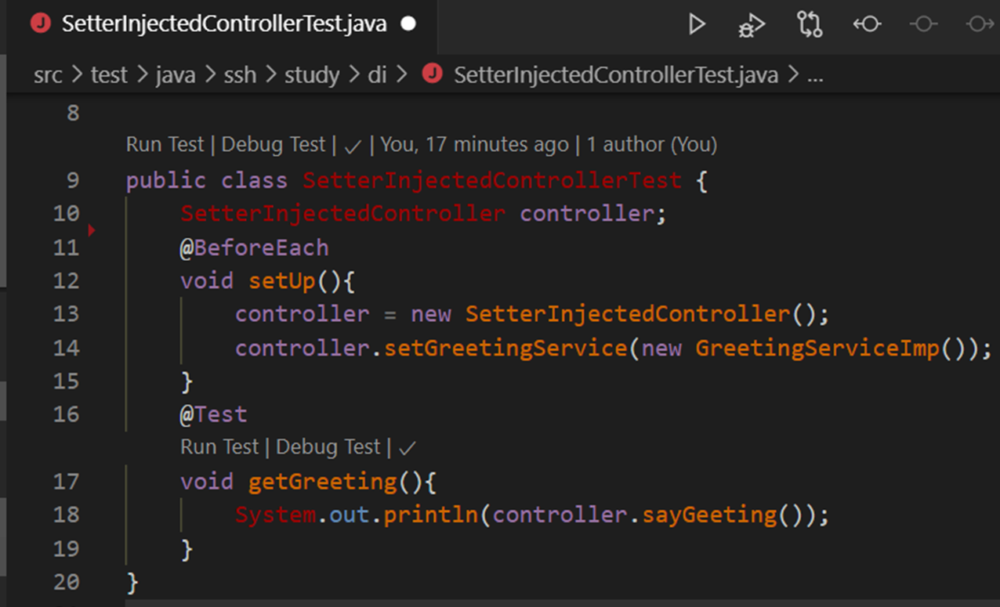 SetterInjectedControllerTest.java
src > test > java > ssh > study > di > SetterInjectedControllerTest.java > ...
8
Run Test | Debug Test | ✓ | You, 17 minutes ago | 1 author (You)
9 public class SetterInjectedControllerTest {
10 SetterInjectedController controller;
11 @BeforeEach
12 void setUp(){
13 controller = new SetterInjectedController();
14 controller.setGreetingService(new GreetingServiceImp());
15 }
16 @Test
Run Test | Debug Test | ✓
17 void getGreeting(){
18 System.out.println(controller.sayGeeting());
19 }
20 }